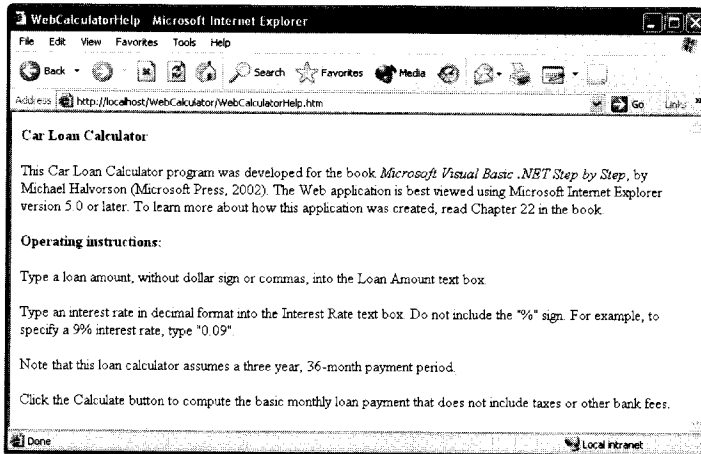 WebCalculatorHelp Microsoft Internet Explorer
File Edit View Favorites Tools Help
Back Search Favorites Media
Address http://localhost/WebCalculator/WebCalculatorHelp.htm Go Links »
Car Loan Calculator
This Car Loan Calculator program was developed for the book Microsoft Visual Basic .NET Step by Step, by
Michael Halvorson (Microsoft Press, 2002). The Web application is best viewed using Microsoft Internet Explorer
version 5.0 or later. To learn more about how this application was created, read Chapter 22 in the book.
Operating instructions:
Type a loan amount, without dollar sign or commas, into the Loan Amount text box.
Type an interest rate in decimal format into the Interest Rate text box. Do not include the "%" sign. For example, to
specify a 9% interest rate, type "0.09".
Note that this loan calculator assumes a three year, 36-month payment period.
Click the Calculate button to compute the basic monthly loan payment that does not include taxes or other bank fees.
Done Local intranet